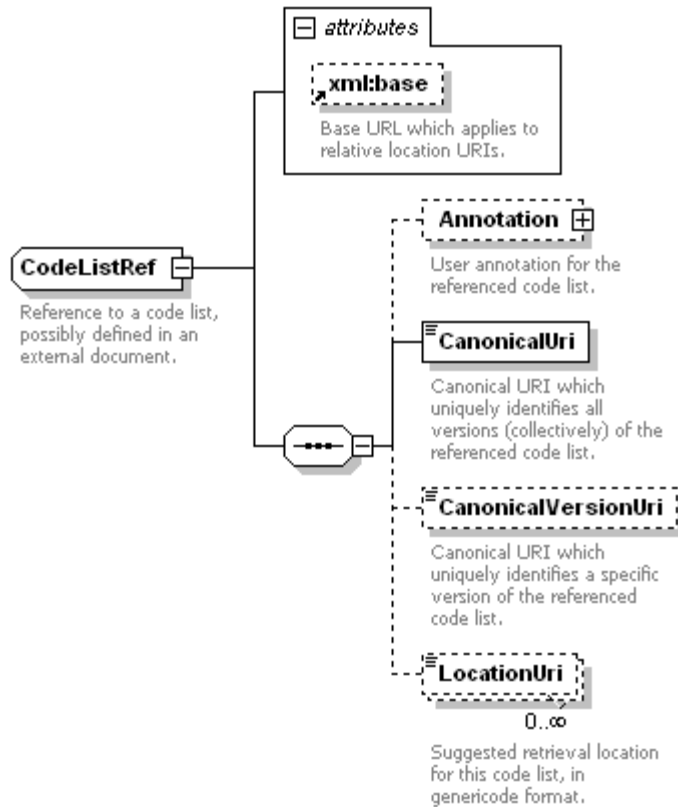 attributes
xml:base
Base URL which applies to
relative location URIs.
Annotation
User annotation for the
referenced code list.
CodeListRef
Reference to a code list,
possibly defined in an
external document.
CanonicalUri
Canonical URI which
uniquely identifies all
versions (collectively) of the
referenced code list.
CanonicalVersionUri
Canonical URI which
uniquely identifies a specific
version of the referenced
code list.
LocationUri
0..∞
Suggested retrieval location
for this code list, in
genericode format.